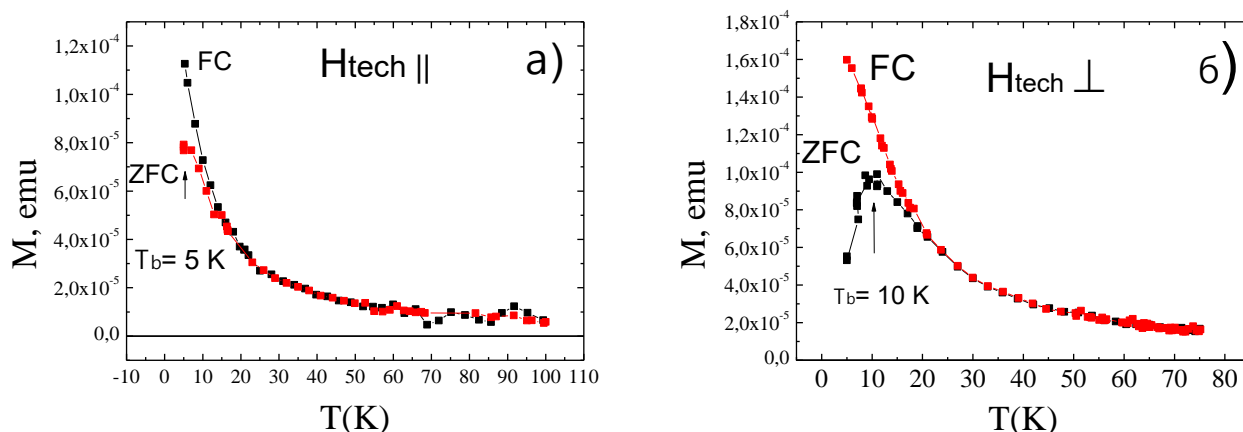 1,2x10⁻⁴
1,0x10⁻⁴
8,0x10⁻⁵
6,0x10⁻⁵
4,0x10⁻⁵
2,0x10⁻⁵
0,0
M, emu
FC
ZFC
Tb= 5 K
Htech ||
а)
-10 0 10 20 30 40 50 60 70 80 90 100 110
T(K)
1,8x10⁻⁴
1,6x10⁻⁴
1,4x10⁻⁴
1,2x10⁻⁴
1,0x10⁻⁴
8,0x10⁻⁵
6,0x10⁻⁵
4,0x10⁻⁵
2,0x10⁻⁵
0,0
M, emu
FC
ZFC
Tb= 10 K
Htech ⊥
б)
0 10 20 30 40 50 60 70 80
T(K)